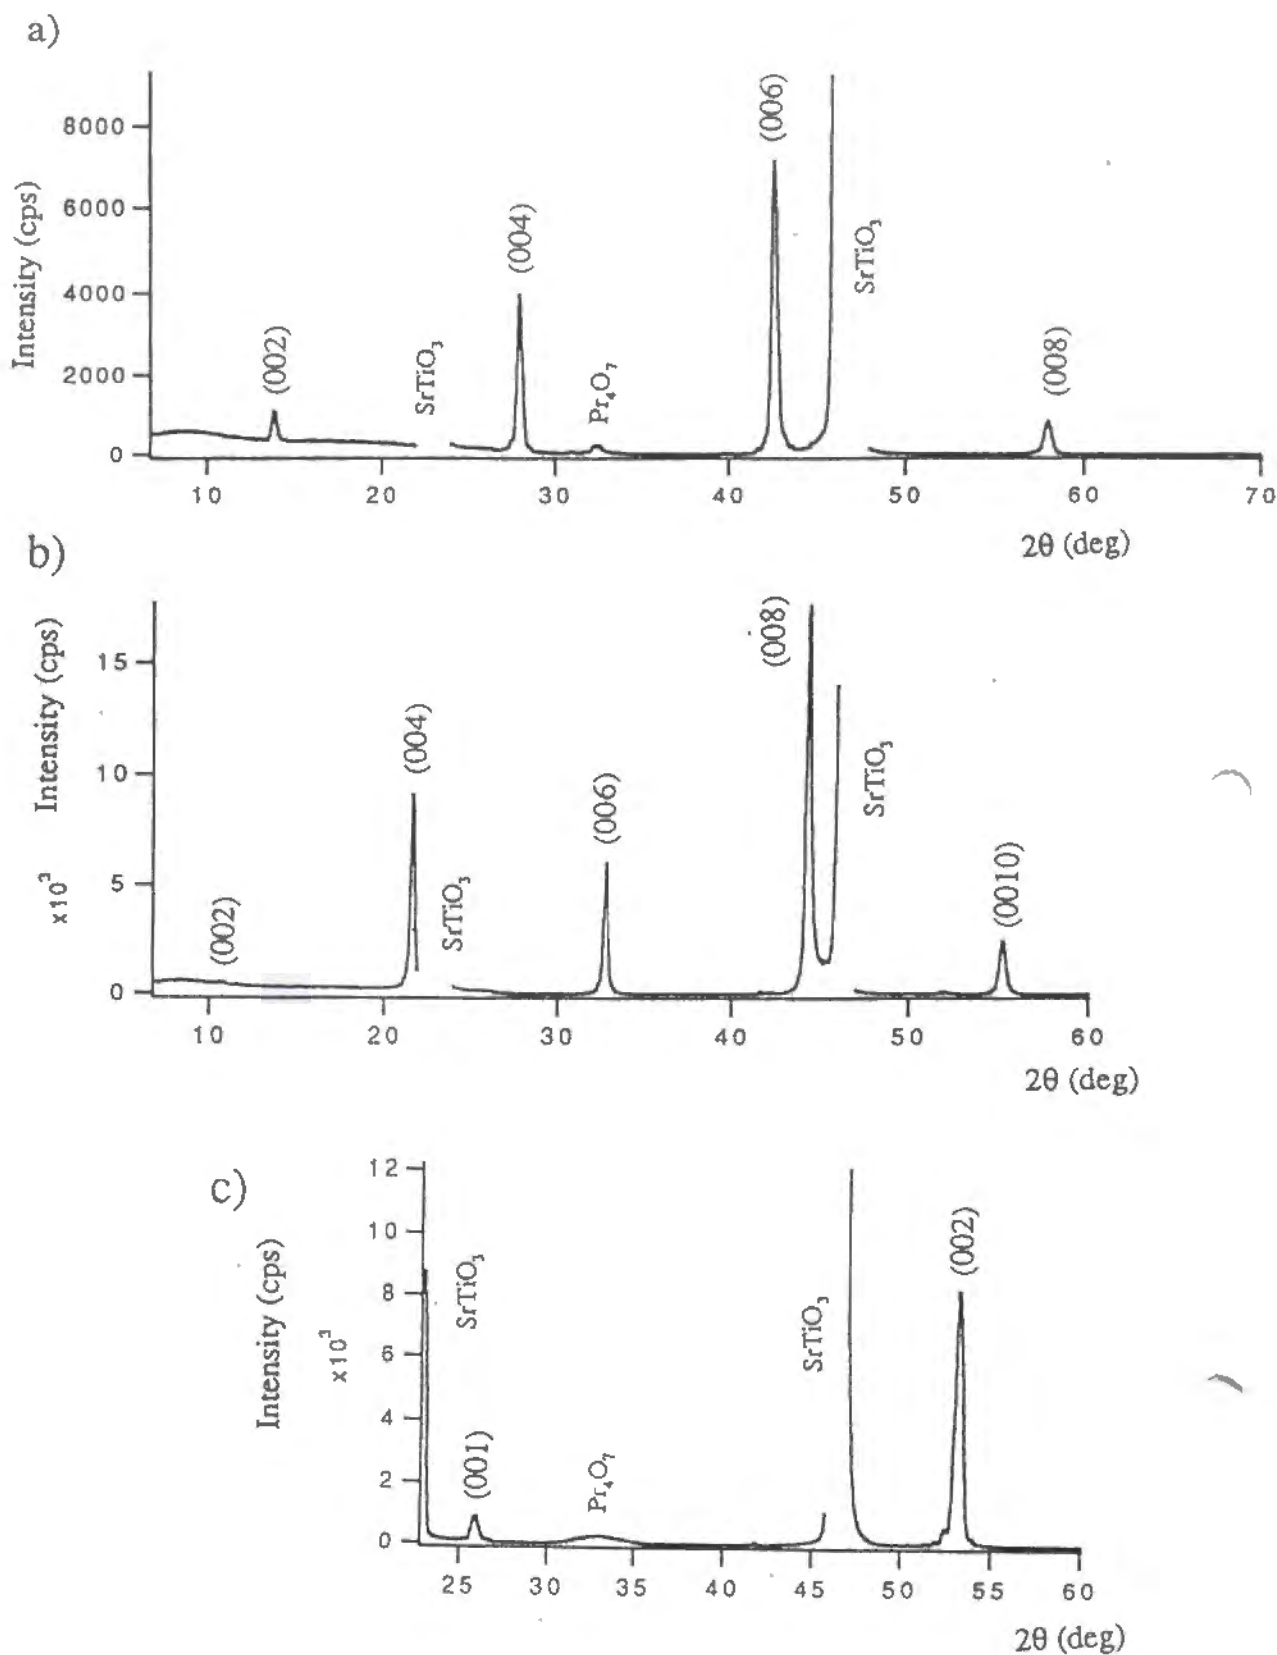 a)
Intensity (cps)
8000
6000
4000
2000
0
(002)
SrTiO₃
(004)
Pr₄O₇
(006)
SrTiO₃
(008)
10 20 30 40 50 60 70
2θ (deg)
b)
x10³ Intensity (cps)
15
10
5
0
(002)
(004)
SrTiO₃
(006)
(008)
SrTiO₃
(0010)
10 20 30 40 50 60
2θ (deg)
c)
Intensity (cps)
x10³
12
10
8
6
4
2
0
SrTiO₃
(001)
Pr₄O₇
SrTiO₃
(002)
25 30 35 40 45 50 55 60
2θ (deg)